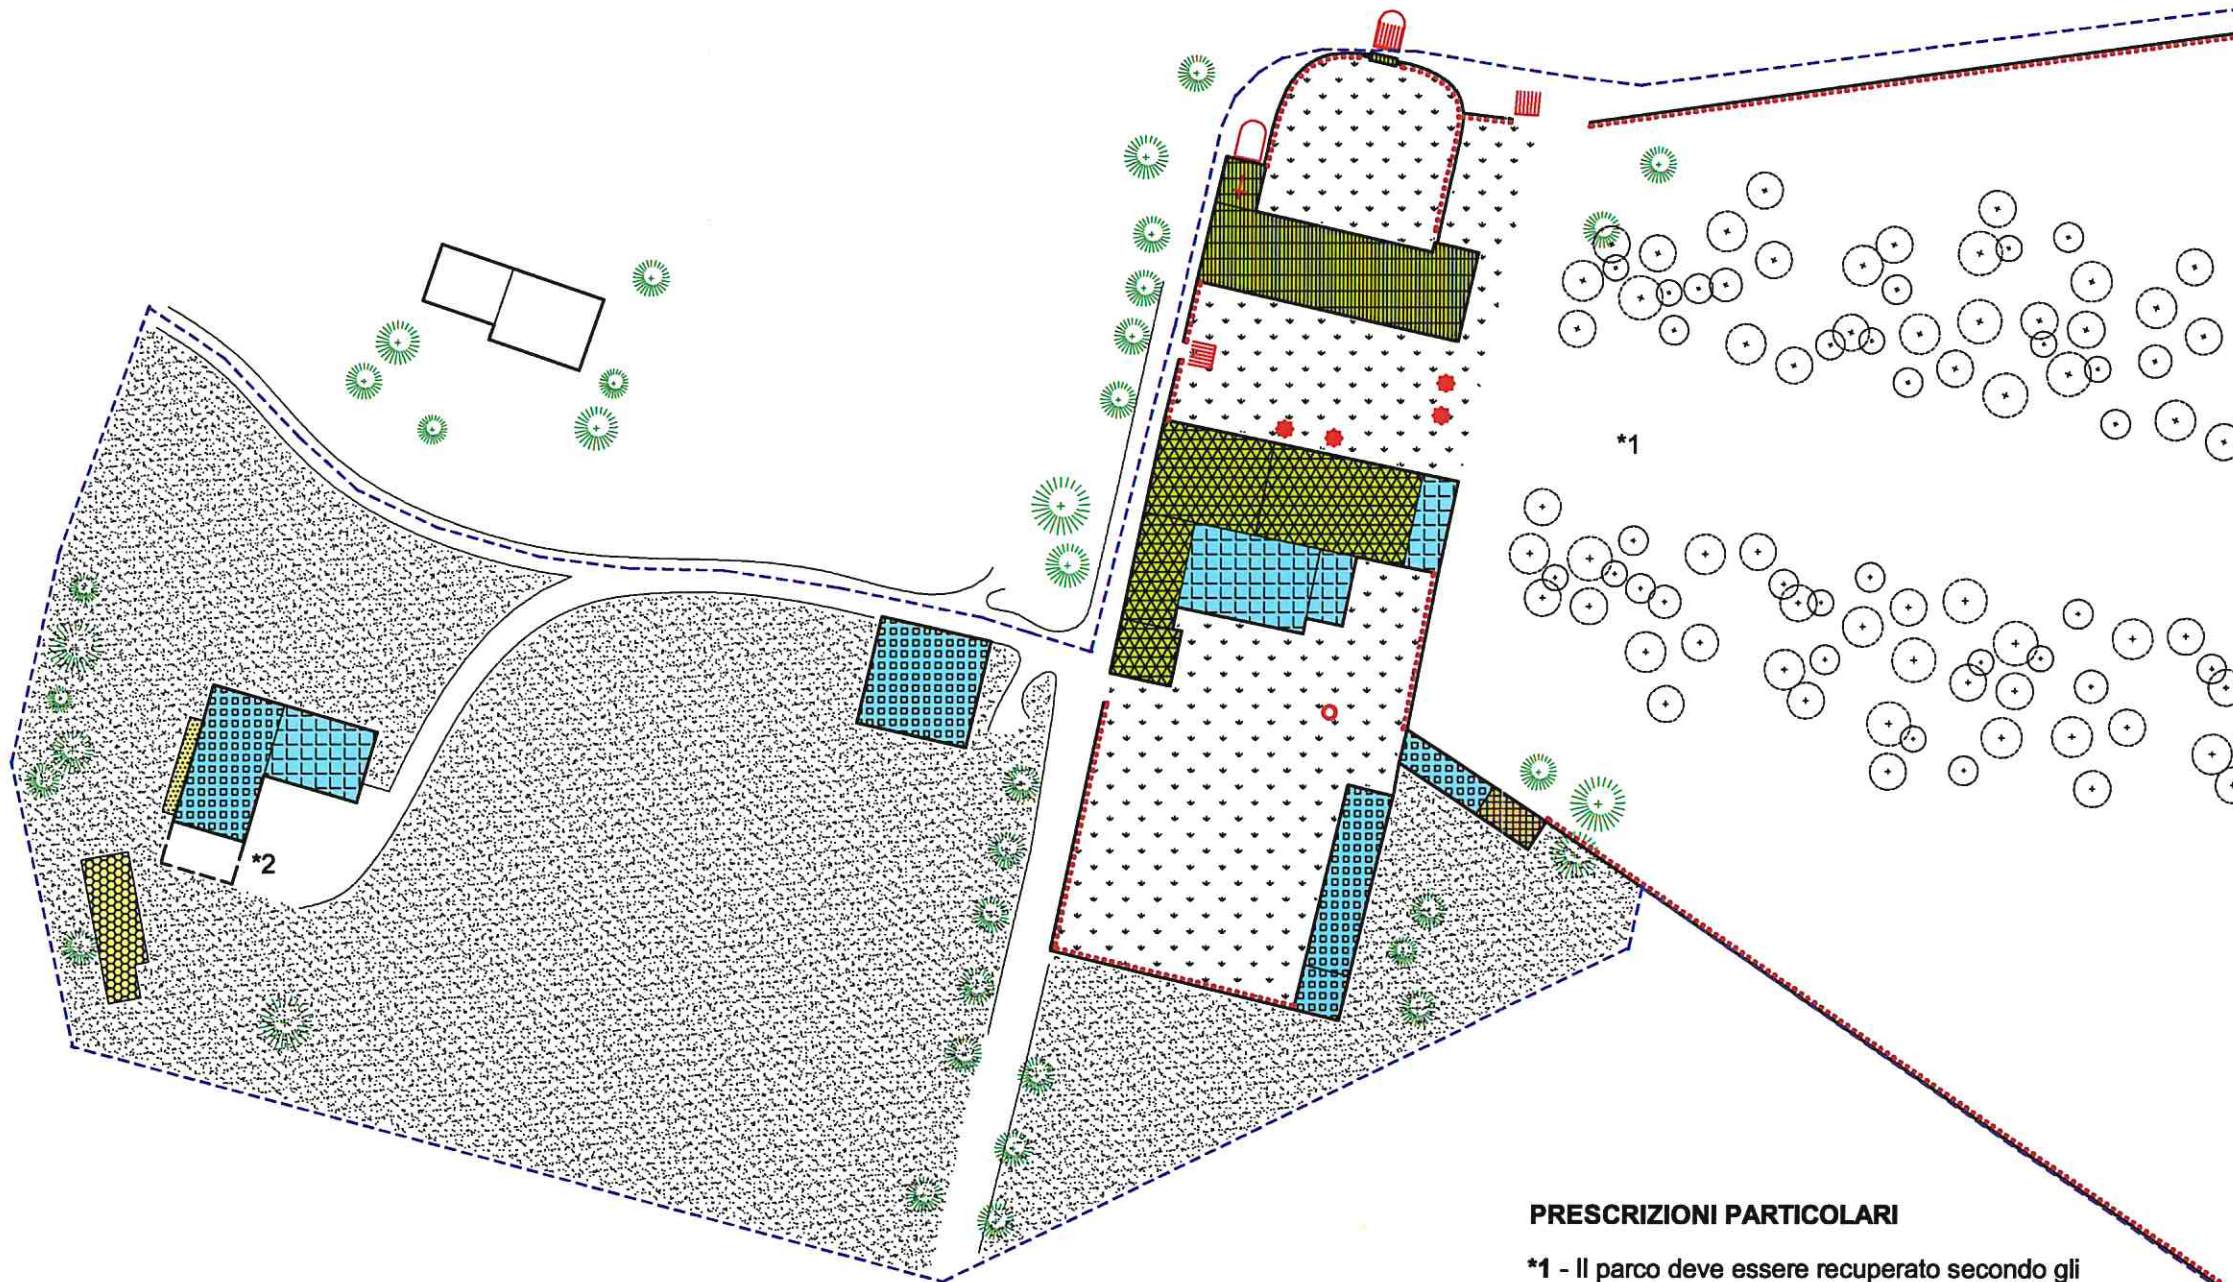 *1
*2
PRESCRIZIONI PARTICOLARI
*1 - Il parco deve essere recuperato secondo gli